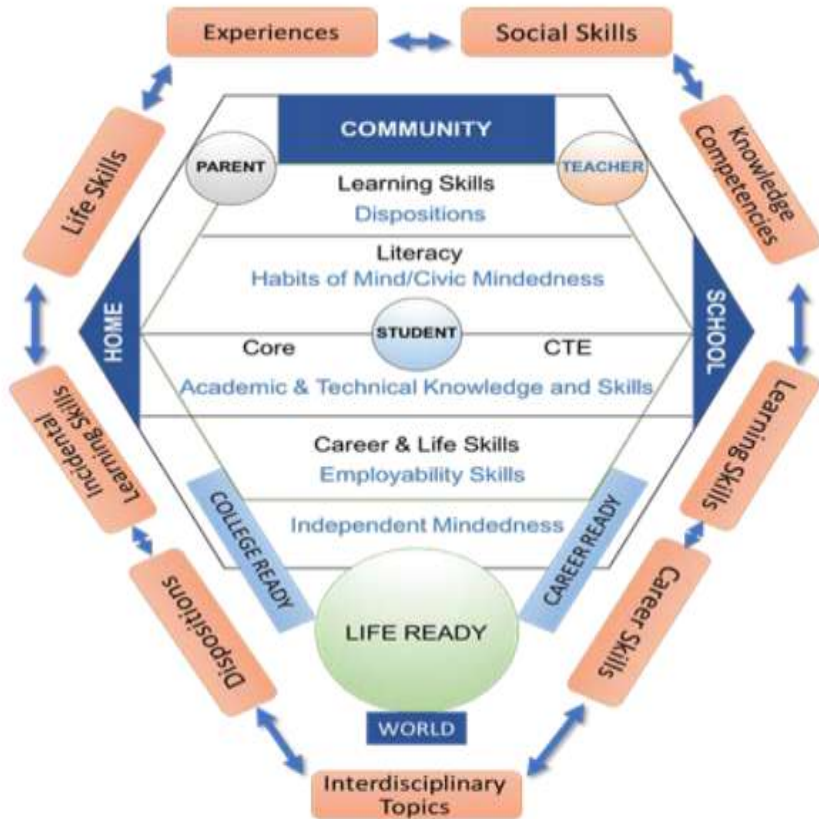 Experiences
Social Skills
Life Skills
Knowledge
Competencies
COMMUNITY
PARENT
TEACHER
Learning Skills
Dispositions
Literacy
Habits of Mind/Civic Mindedness
HOME
SCHOOL
STUDENT
Core
CTE
Academic & Technical Knowledge and Skills
Incidental
Learning Skills
Learning Skills
Career & Life Skills
Employability Skills
COLLEGE READY
CAREER READY
Independent Mindedness
Dispositions
Career Skills
LIFE READY
WORLD
Interdisciplinary
Topics